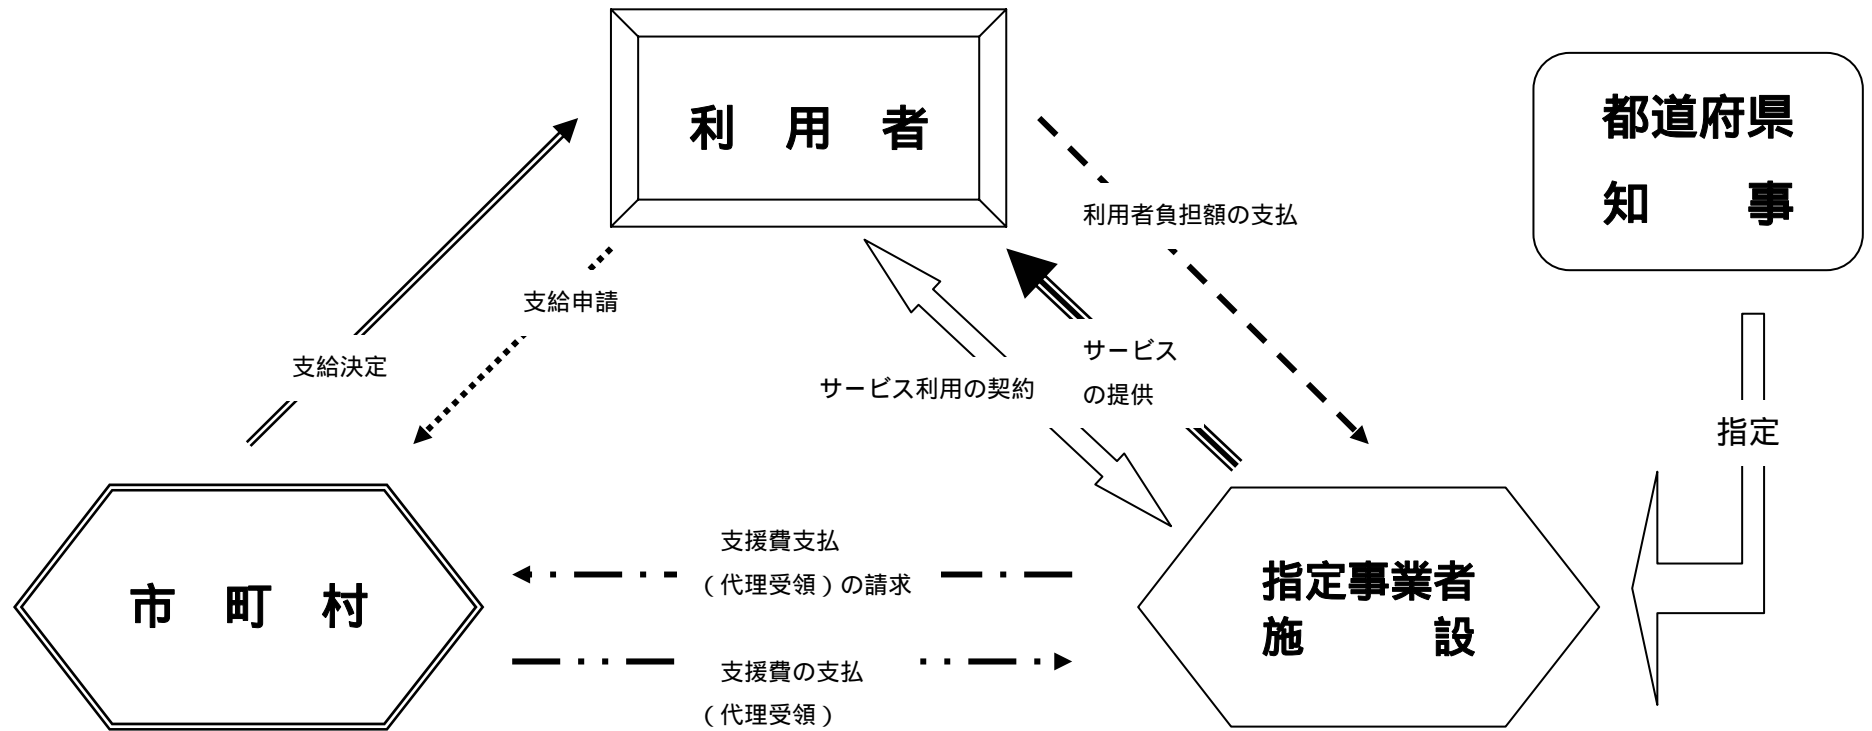 利　用　者
都道府県
知　　事
利用者負担額の支払
支給申請
サービス
の提供
支給決定
サービス利用の契約
指定
支援費支払
（代理受領）の請求
市　町　村
指定事業者
施　　　設
支援費の支払
（代理受領）